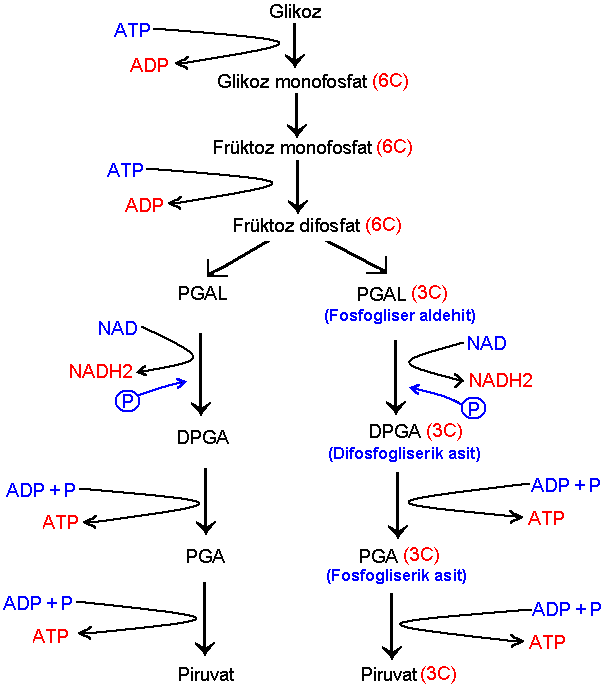 Glikoz
ATP
ADP
Glikoz monofosfat (6C)
Früktoz monofosfat (6C)
ATP
ADP
Früktoz difosfat (6C)
PGAL
PGAL (3C)
(Fosfogliser aldehit)
NAD
NAD
NADH2
NADH2
P
P
DPGA
DPGA (3C)
(Difosfogliserik asit)
ADP + P
ADP + P
ATP
ATP
PGA
PGA (3C)
(Fosfogliserik asit)
ADP + P
ADP + P
ATP
ATP
Piruvat
Piruvat (3C)